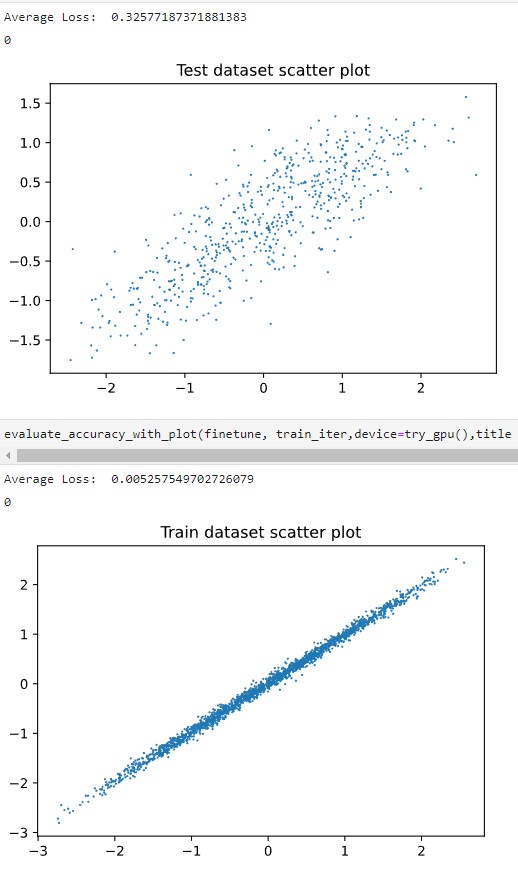 Average Loss:  0.32577187371881383
0
Test dataset scatter plot
1.5
1.0
0.5
0.0
−0.5
−1.0
−1.5
−2 −1 0 1 2
evaluate_accuracy_with_plot(finetune, train_iter,device=try_gpu(),title
Average Loss:  0.005257549702726079
0
Train dataset scatter plot
2
1
0
−1
−2
−3
−3 −2 −1 0 1 2